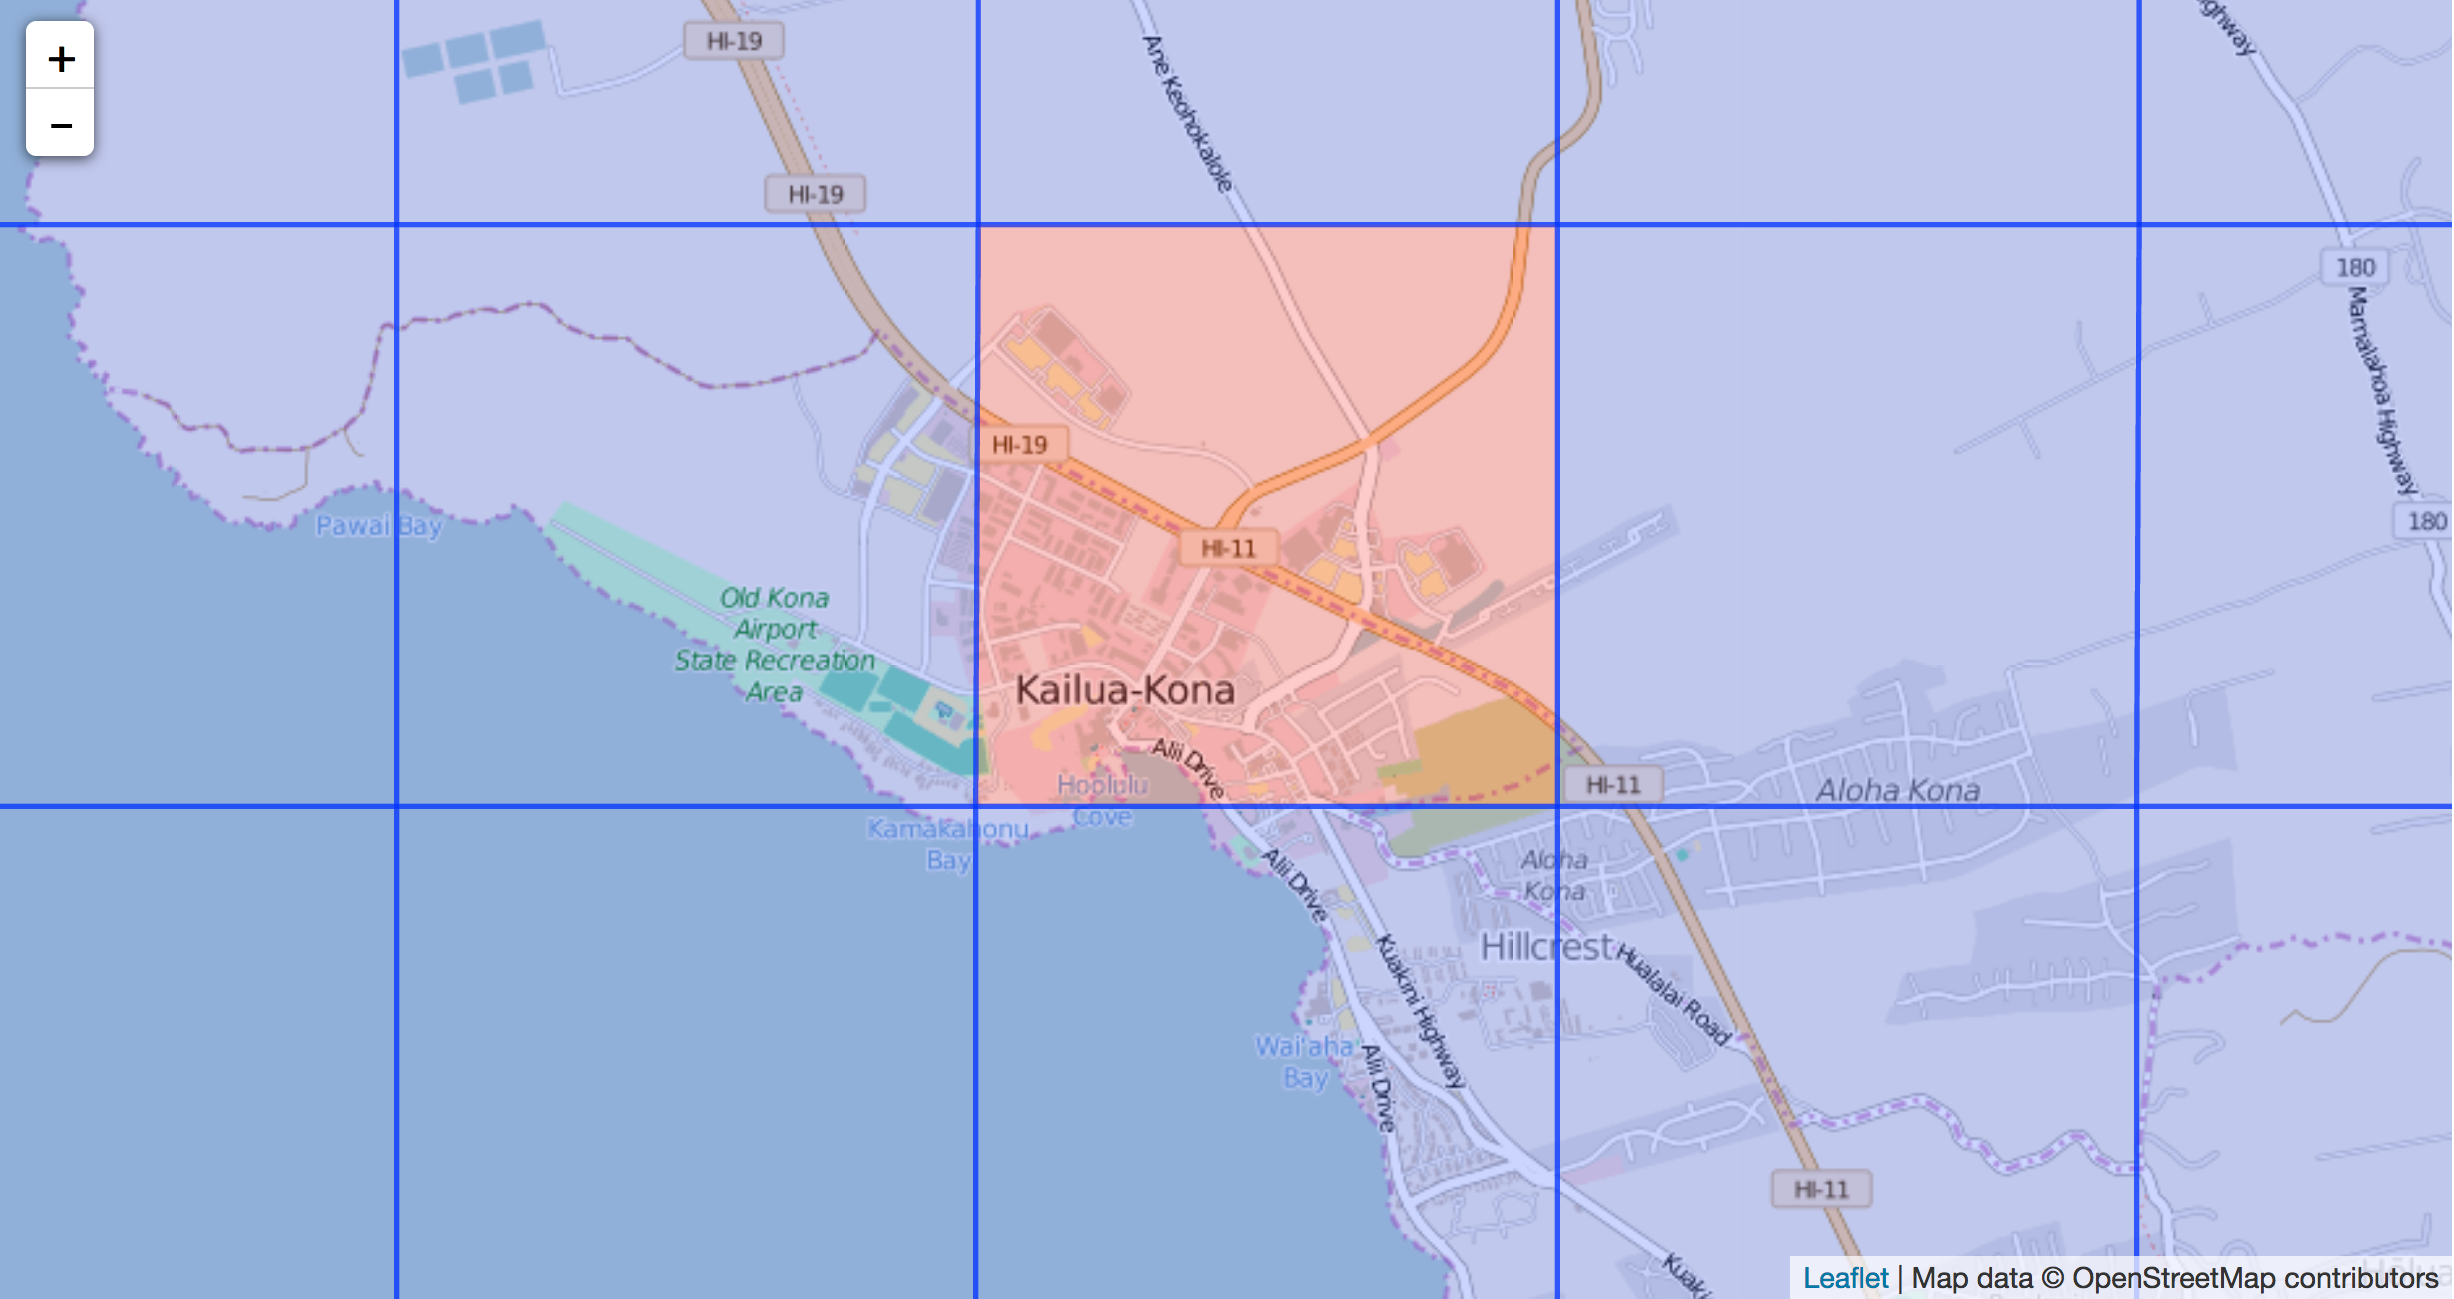 +
−
HI-19
HI-19
Ane Keohokalole
ghway
180
Mamalahoa Highway
180
HI-19
HI-11
Pawai Bay
Old Kona
Airport
State Recreation
Area
Kailua-Kona
Alii Drive
Hoolulu
Cove
Kamakahonu
Bay
HI-11
Aloha Kona
Aloha
Kona
Alii Drive
Hillcrest
Kuakini Highway
Hualalai Road
Wai'aha
Bay
Alii Drive
HI-11
Kuaki
Leaflet | Map data © OpenStreetMap contributors